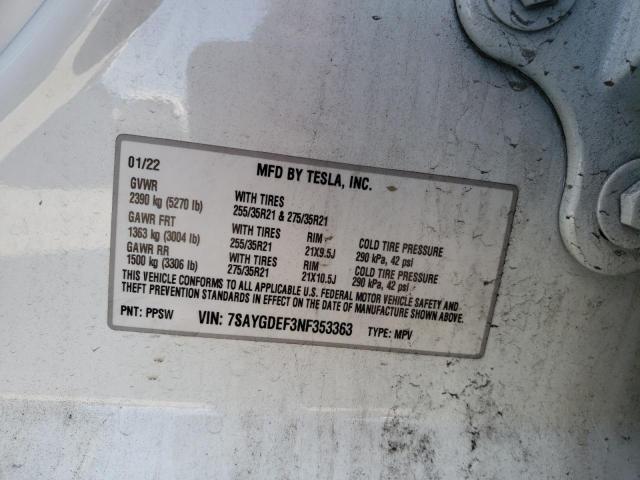 01/22 MFD BY TESLA, INC.
GVWR WITH TIRES
2390 kg (5270 lb) 255/35R21 & 275/35R21
GAWR FRT WITH TIRES RIM COLD TIRE PRESSURE
1363 kg (3004 lb) 255/35R21 21X9.5J 290 kPa, 42 psi
GAWR RR WITH TIRES RIM COLD TIRE PRESSURE
1500 kg (3306 lb) 275/35R21 21X10.5J 290 kPa, 42 psi
THIS VEHICLE CONFORMS TO ALL APPLICABLE U.S. FEDERAL MOTOR VEHICLE SAFETY AND
THEFT PREVENTION STANDARDS IN EFFECT ON THE DATE OF MANUFACTURE SHOWN ABOVE.
PNT: PPSW VIN: 7SAYGDEF3NF353363 TYPE: MPV